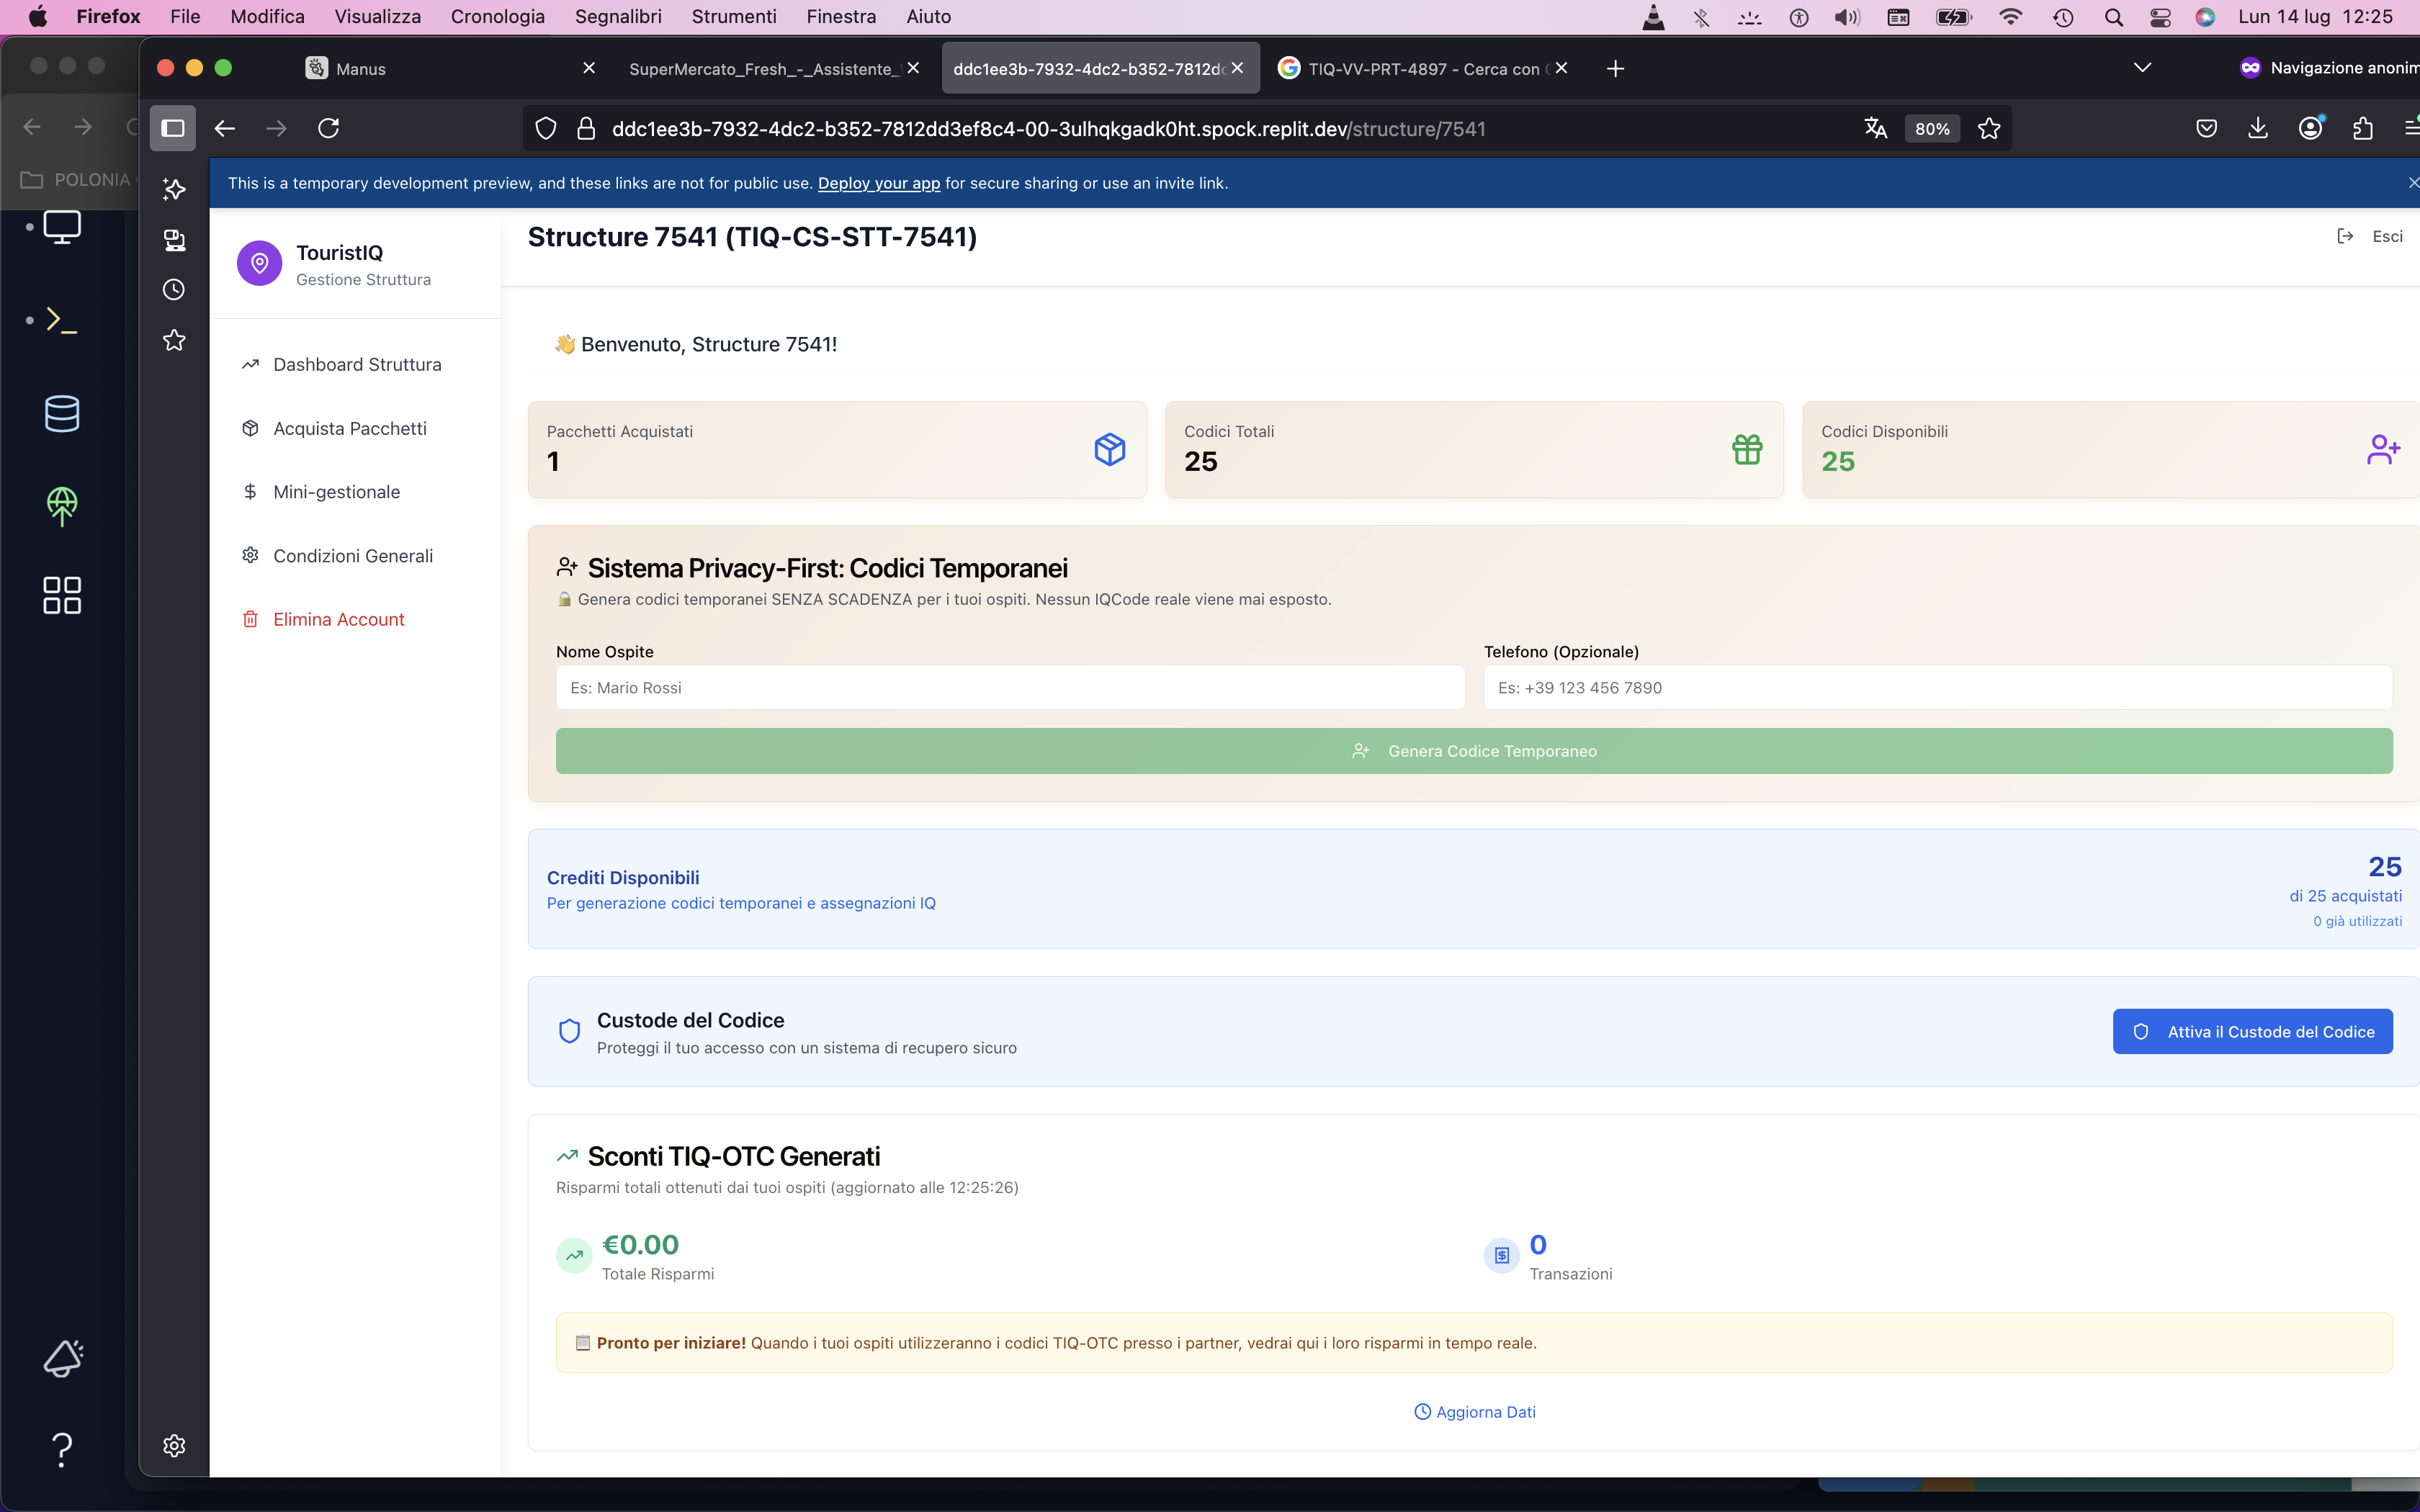 Firefox File Modifica Visualizza Cronologia Segnalibri Strumenti Finestra Aiuto Lun 14 lug 12:25
Manus
SuperMercato_Fresh_-_Assistente_
ddc1ee3b-7932-4dc2-b352-7812dc
TIQ-VV-PRT-4897 - Cerca con
Navigazione anonim
ddc1ee3b-7932-4dc2-b352-7812dd3ef8c4-00-3ulhqkgadk0ht.spock.replit.dev/structure/7541
80%
POLONIA
This is a temporary development preview, and these links are not for public use. Deploy your app for secure sharing or use an invite link.
TouristIQ
Gestione Struttura
Dashboard Struttura
Acquista Pacchetti
Mini-gestionale
Condizioni Generali
Elimina Account
Structure 7541 (TIQ-CS-STT-7541)
Esci
👋 Benvenuto, Structure 7541!
Pacchetti Acquistati
1
Codici Totali
25
Codici Disponibili
25
Sistema Privacy-First: Codici Temporanei
🔒 Genera codici temporanei SENZA SCADENZA per i tuoi ospiti. Nessun IQCode reale viene mai esposto.
Nome Ospite
Es: Mario Rossi
Telefono (Opzionale)
Es: +39 123 456 7890
Genera Codice Temporaneo
Crediti Disponibili
Per generazione codici temporanei e assegnazioni IQ
25
di 25 acquistati
0 già utilizzati
Custode del Codice
Proteggi il tuo accesso con un sistema di recupero sicuro
Attiva il Custode del Codice
Sconti TIQ-OTC Generati
Risparmi totali ottenuti dai tuoi ospiti (aggiornato alle 12:25:26)
€0.00
Totale Risparmi
0
Transazioni
Pronto per iniziare! Quando i tuoi ospiti utilizzeranno i codici TIQ-OTC presso i partner, vedrai qui i loro risparmi in tempo reale.
Aggiorna Dati